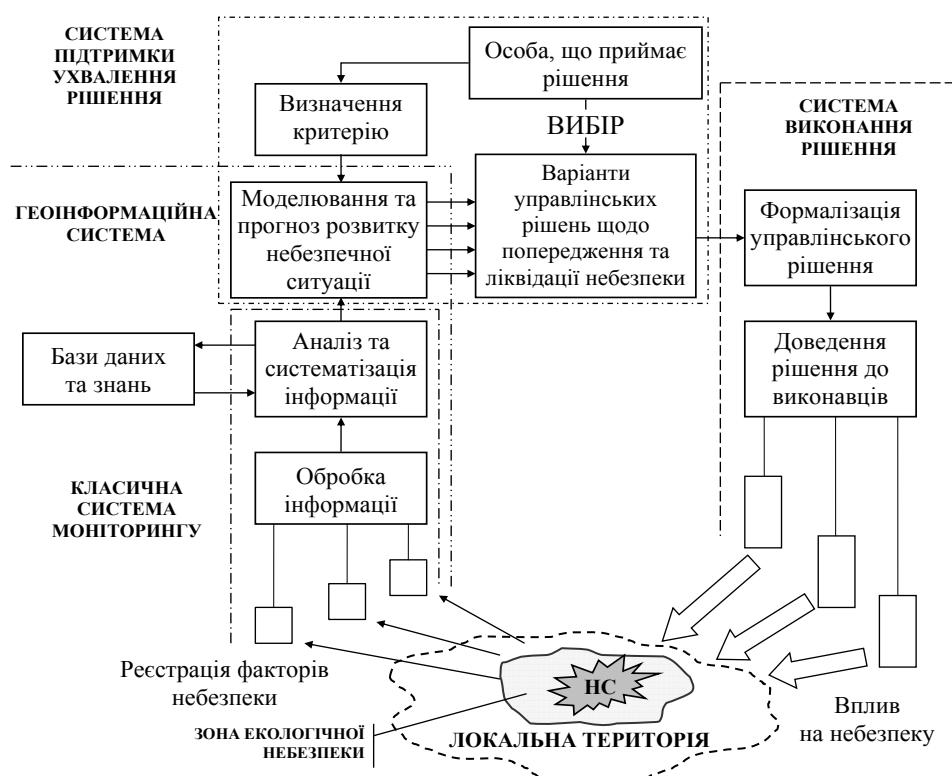 СИСТЕМА
ПІДТРИМКИ
УХВАЛЕННЯ
РІШЕННЯ
Особа, що приймає
рішення
Визначення
критерію
ВИБІР
СИСТЕМА
ВИКОНАННЯ
РІШЕННЯ
ГЕОІНФОРМАЦІЙНА
СИСТЕМА
Моделювання та
прогноз розвитку
небезпечної
ситуації
Варіанти
управлінських
рішень щодо
попередження та
ліквідації небезпеки
Формалізація
управлінського
рішення
Бази даних
та знань
Аналіз та
систематізація
інформації
Доведення
рішення до
виконавців
КЛАСИЧНА
СИСТЕМА
МОНІТОРИНГУ
Обробка
інформації
Реєстрація факторів
небезпеки
НС
ЗОНА ЕКОЛОГІЧНОЇ
НЕБЕЗПЕКИ
ЛОКАЛЬНА ТЕРИТОРІЯ
Вплив
на небезпеку